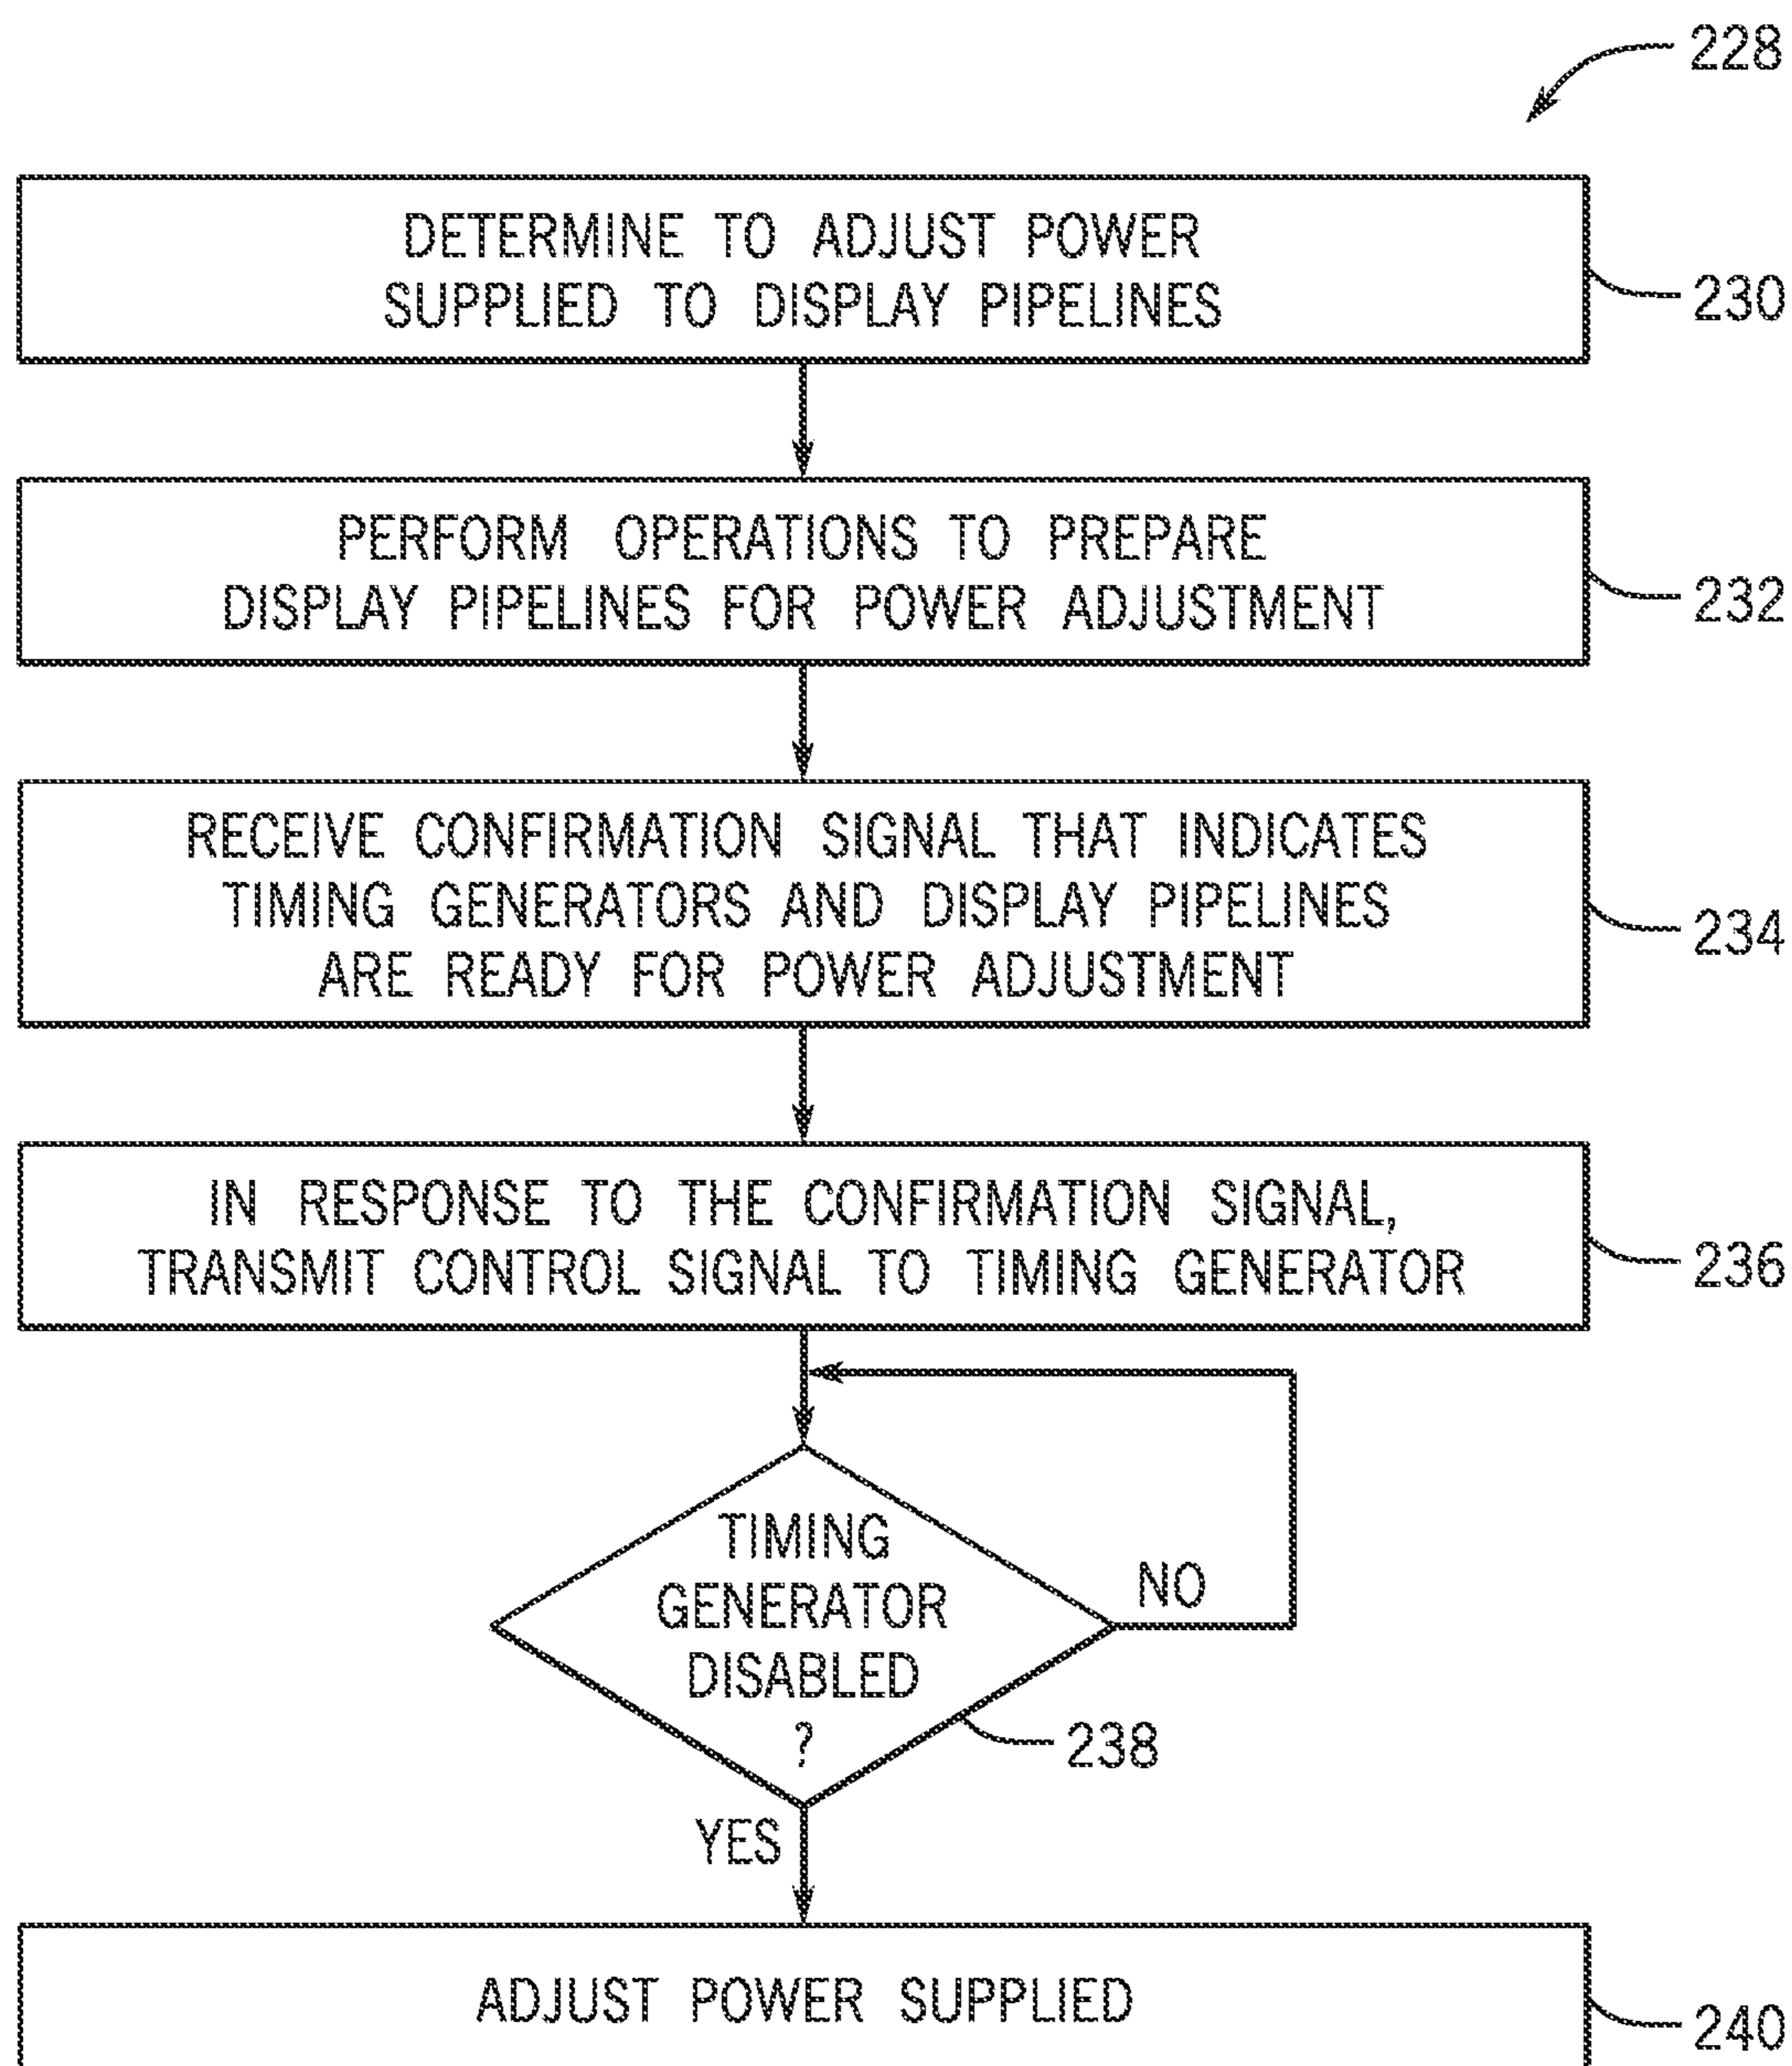 228
DETERMINE TO ADJUST POWER
SUPPLIED TO DISPLAY PIPELINES
230
PERFORM OPERATIONS TO PREPARE
DISPLAY PIPELINES FOR POWER ADJUSTMENT
232
RECEIVE CONFIRMATION SIGNAL THAT INDICATES
TIMING GENERATORS AND DISPLAY PIPELINES
ARE READY FOR POWER ADJUSTMENT
234
IN RESPONSE TO THE CONFIRMATION SIGNAL,
TRANSMIT CONTROL SIGNAL TO TIMING GENERATOR
236
TIMING
GENERATOR
DISABLED
?
NO
238
YES
ADJUST POWER SUPPLIED
240